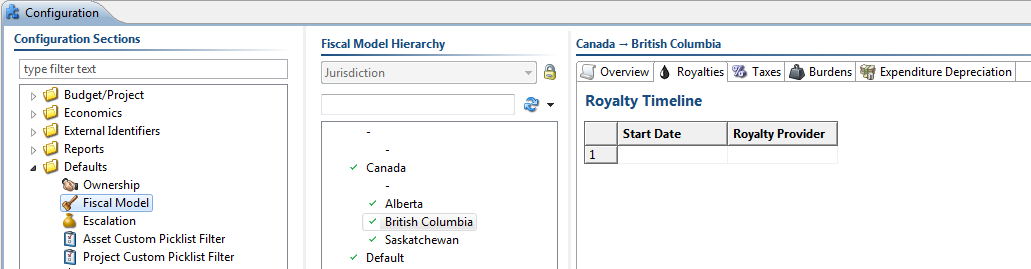 Configuration
Configuration Sections
type filter text
Budget/Project
Economics
External Identifiers
Reports
Defaults
Ownership
Fiscal Model
Escalation
Asset Custom Picklist Filter
Project Custom Picklist Filter
Fiscal Model Hierarchy
Jurisdiction
-
-
Canada
-
Alberta
British Columbia
Saskatchewan
Default
Canada → British Columbia
Overview Royalties Taxes Burdens Expenditure Depreciation
Royalty Timeline
Start Date Royalty Provider
1